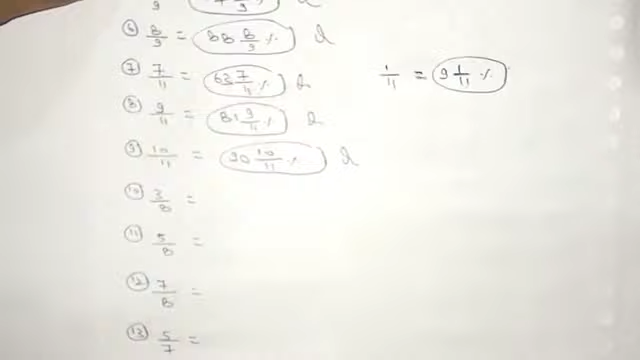 ⑥ 8/9 = 88 8/9 %
⑦ 7/11 = 63 7/11 %
1/11 = 9 1/11 %
⑧ 9/11 = 81 9/11 %
⑨ 10/11 = 90 10/11 %
⑩ 3/8 =
⑪ 5/8 =
⑫ 7/8 =
⑬ 5/7 =